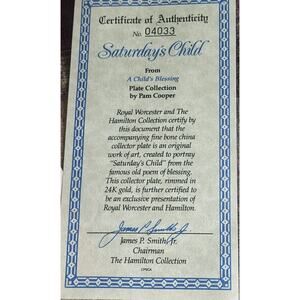 Certificate of Authenticity
No. 04033
Saturday's Child
From
A Child's Blessing
Plate Collection
by Pam Cooper
Royal Worcester and The
Hamilton Collection certify by
this document that the
accompanying fine bone china
collector plate is an original
work of art, created to portray
"Saturday's Child" from the
famous old poem of blessing.
This collector plate, rimmed in
24K gold, is further certified to
be an exclusive presentation of
Royal Worcester and Hamilton.
James P. Smith Jr.
James P. Smith, Jr.
Chairman
The Hamilton Collection